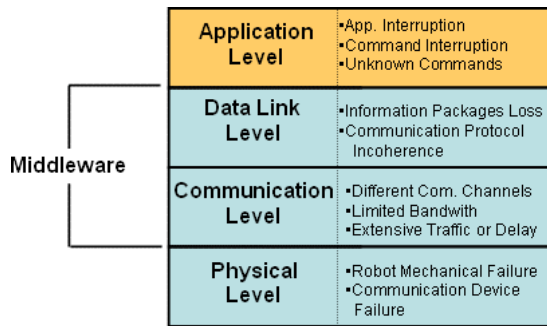 Application
Level
▪App. Interruption
▪Command Interruption
▪Unknown Commands
Data Link
Level
▪Information Packages Loss
▪Communication Protocol
Incoherence
Middleware
Communication
Level
▪Different Com. Channels
▪Limited Bandwith
▪Extensive Traffic or Delay
Physical
Level
▪Robot Mechanical Failure
▪Communication Device
Failure